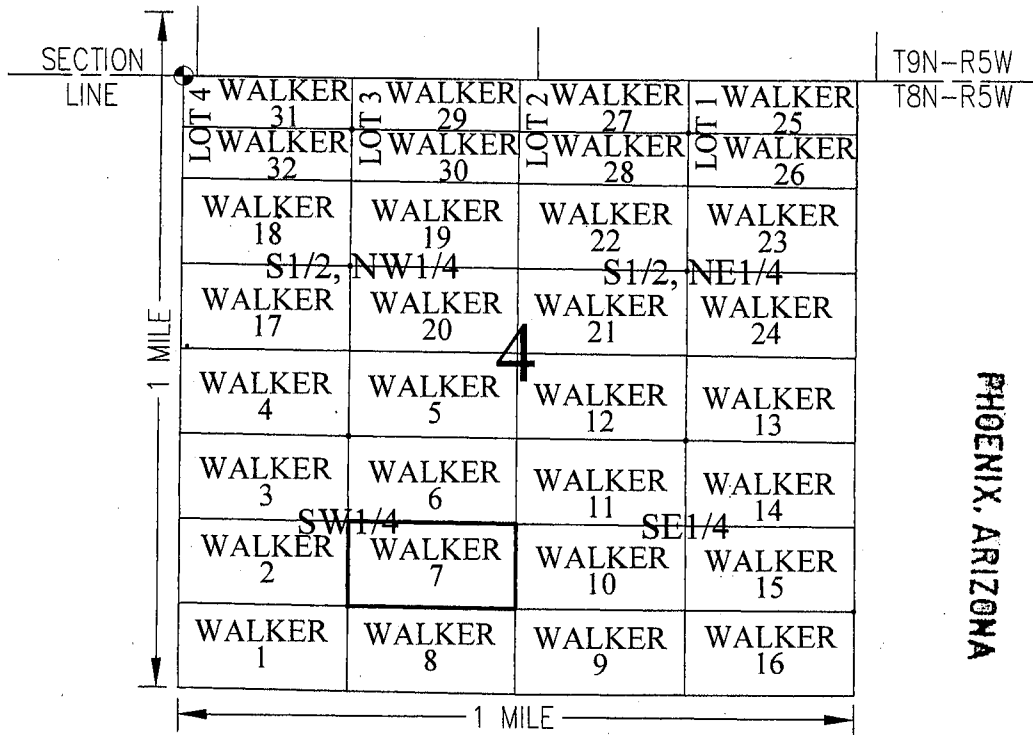 SECTION
LINE
T9N-R5W
T8N-R5W
LOT 4
WALKER
31
LOT 3
WALKER
29
LOT 2
WALKER
27
LOT 1
WALKER
25
WALKER
32
WALKER
30
WALKER
28
WALKER
26
WALKER
18
WALKER
19
WALKER
22
WALKER
23
S1/2, NW1/4
S1/2, NE1/4
WALKER
17
WALKER
20
WALKER
21
WALKER
24
4
1 MILE
WALKER
4
WALKER
5
WALKER
12
WALKER
13
WALKER
3
WALKER
6
WALKER
11
WALKER
14
SW1/4
SE1/4
WALKER
2
WALKER
7
WALKER
10
WALKER
15
WALKER
1
WALKER
8
WALKER
9
WALKER
16
1 MILE
PHOENIX, ARIZONA